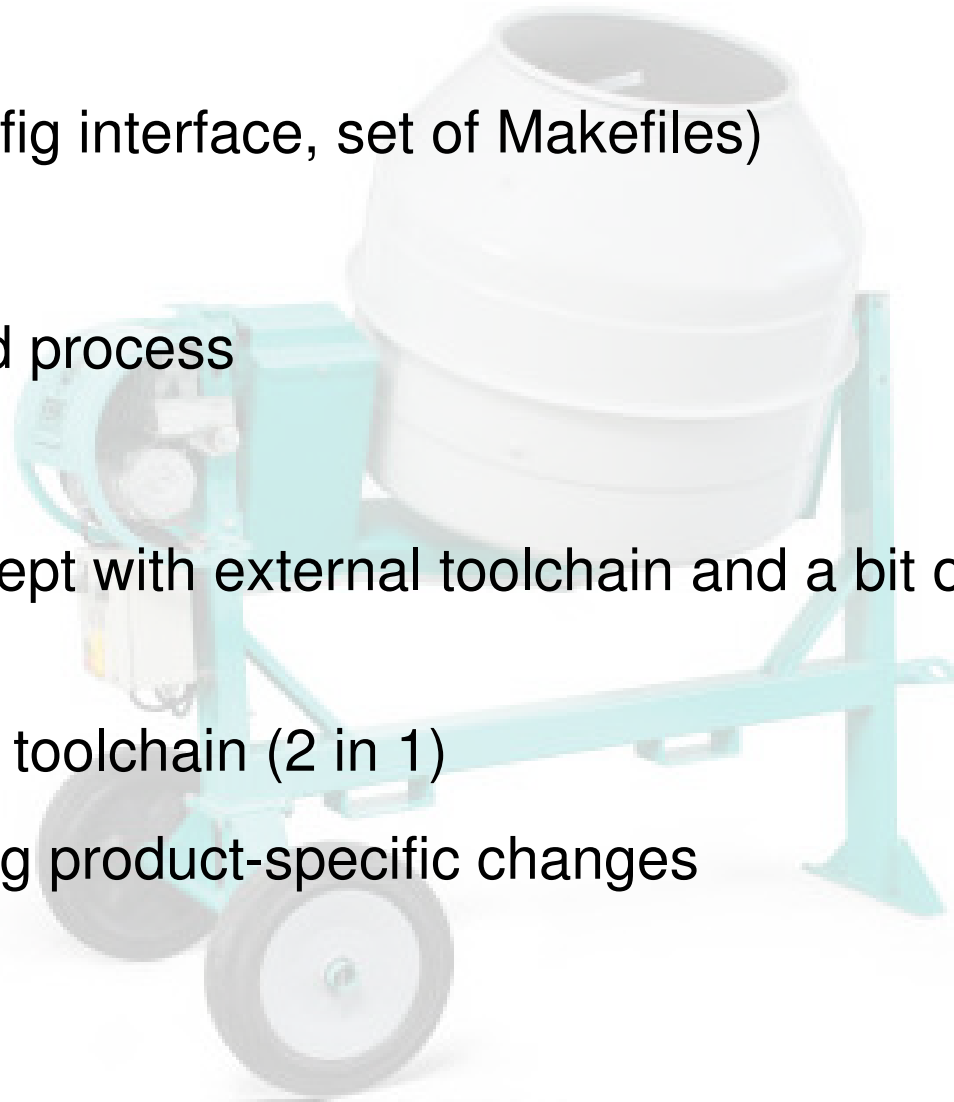 fig interface, set of Makefiles)
d process
ept with external toolchain and a bit o
toolchain (2 in 1)
g product-specific changes